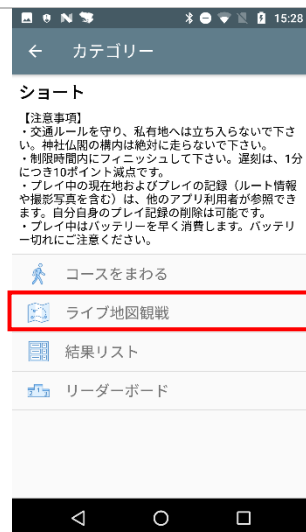 15:28
カテゴリー
ショート
【注意事項】
・交通ルールを守り、私有地へは立ち入らないで下さ
い。神社仏閣の構内は絶対に走らないで下さい。
・制限時間内にフィニッシュして下さい。遅刻は、1分
につき10ポイント減点です。
・プレイ中の現在地およびプレイの記録（ルート情報
や撮影写真を含む）は、他のアプリ利用者が参照でき
ます。自分自身のプレイ記録の削除は可能です。
・プレイ中はバッテリーを早く消費します。バッテリ
ー切れにご注意ください。
コースをまわる
ライブ地図観戦
結果リスト
リーダーボード